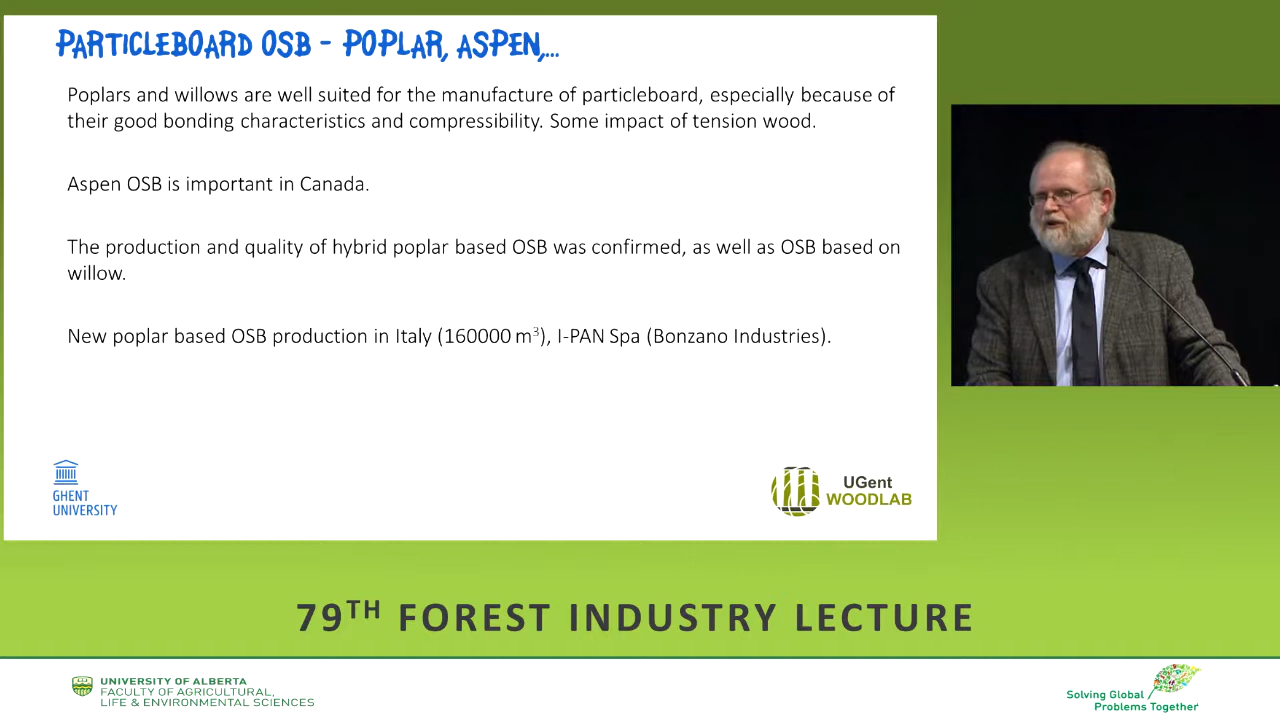 PARTICLEBOARD OSB - POPLAR, ASPEN,...
Poplars and willows are well suited for the manufacture of particleboard, especially because of
their good bonding characteristics and compressibility. Some impact of tension wood.
Aspen OSB is important in Canada.
The production and quality of hybrid poplar based OSB was confirmed, as well as OSB based on
willow.
New poplar based OSB production in Italy (160000 m³), I-PAN Spa (Bonzano Industries).
GHENT
UNIVERSITY
UGent
WOODLAB
79TH FOREST INDUSTRY LECTURE
UNIVERSITY OF ALBERTA
FACULTY OF AGRICULTURAL,
LIFE & ENVIRONMENTAL SCIENCES
Solving Global
Problems Together